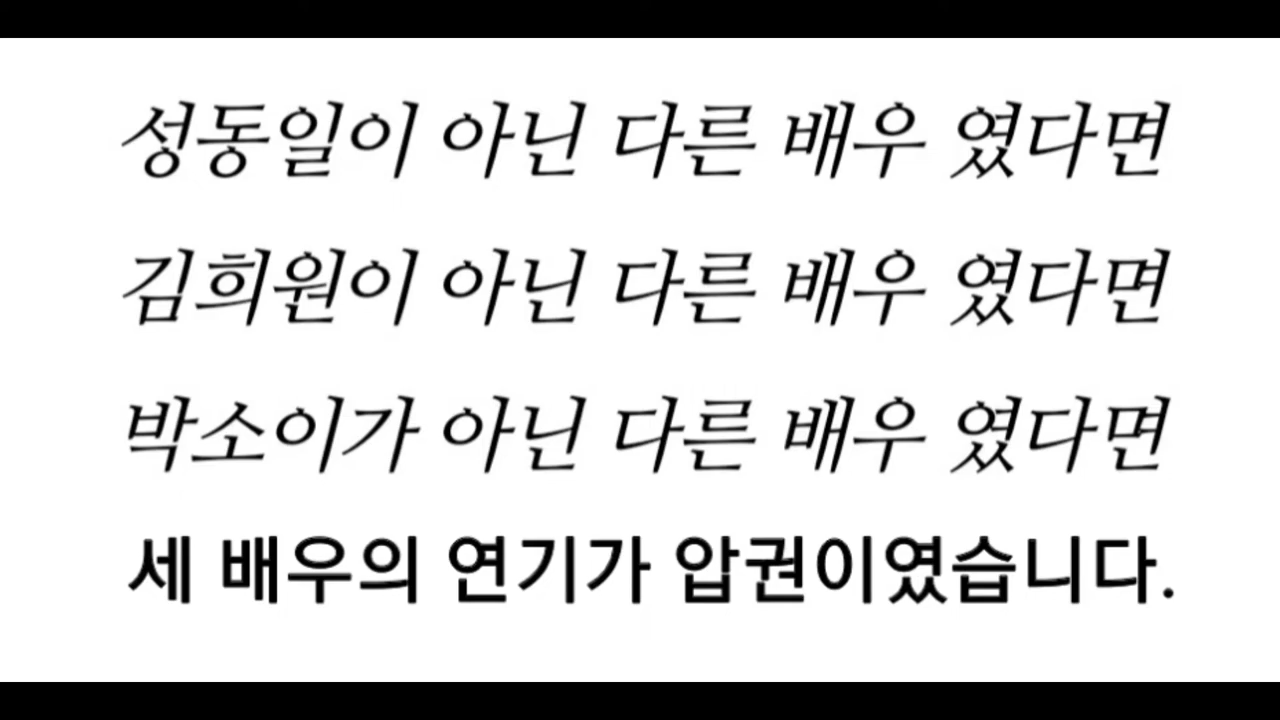 성동일이 아닌 다른 배우 였다면
김희원이 아닌 다른 배우 였다면
박소이가 아닌 다른 배우 였다면
세 배우의 연기가 압권이였습니다.